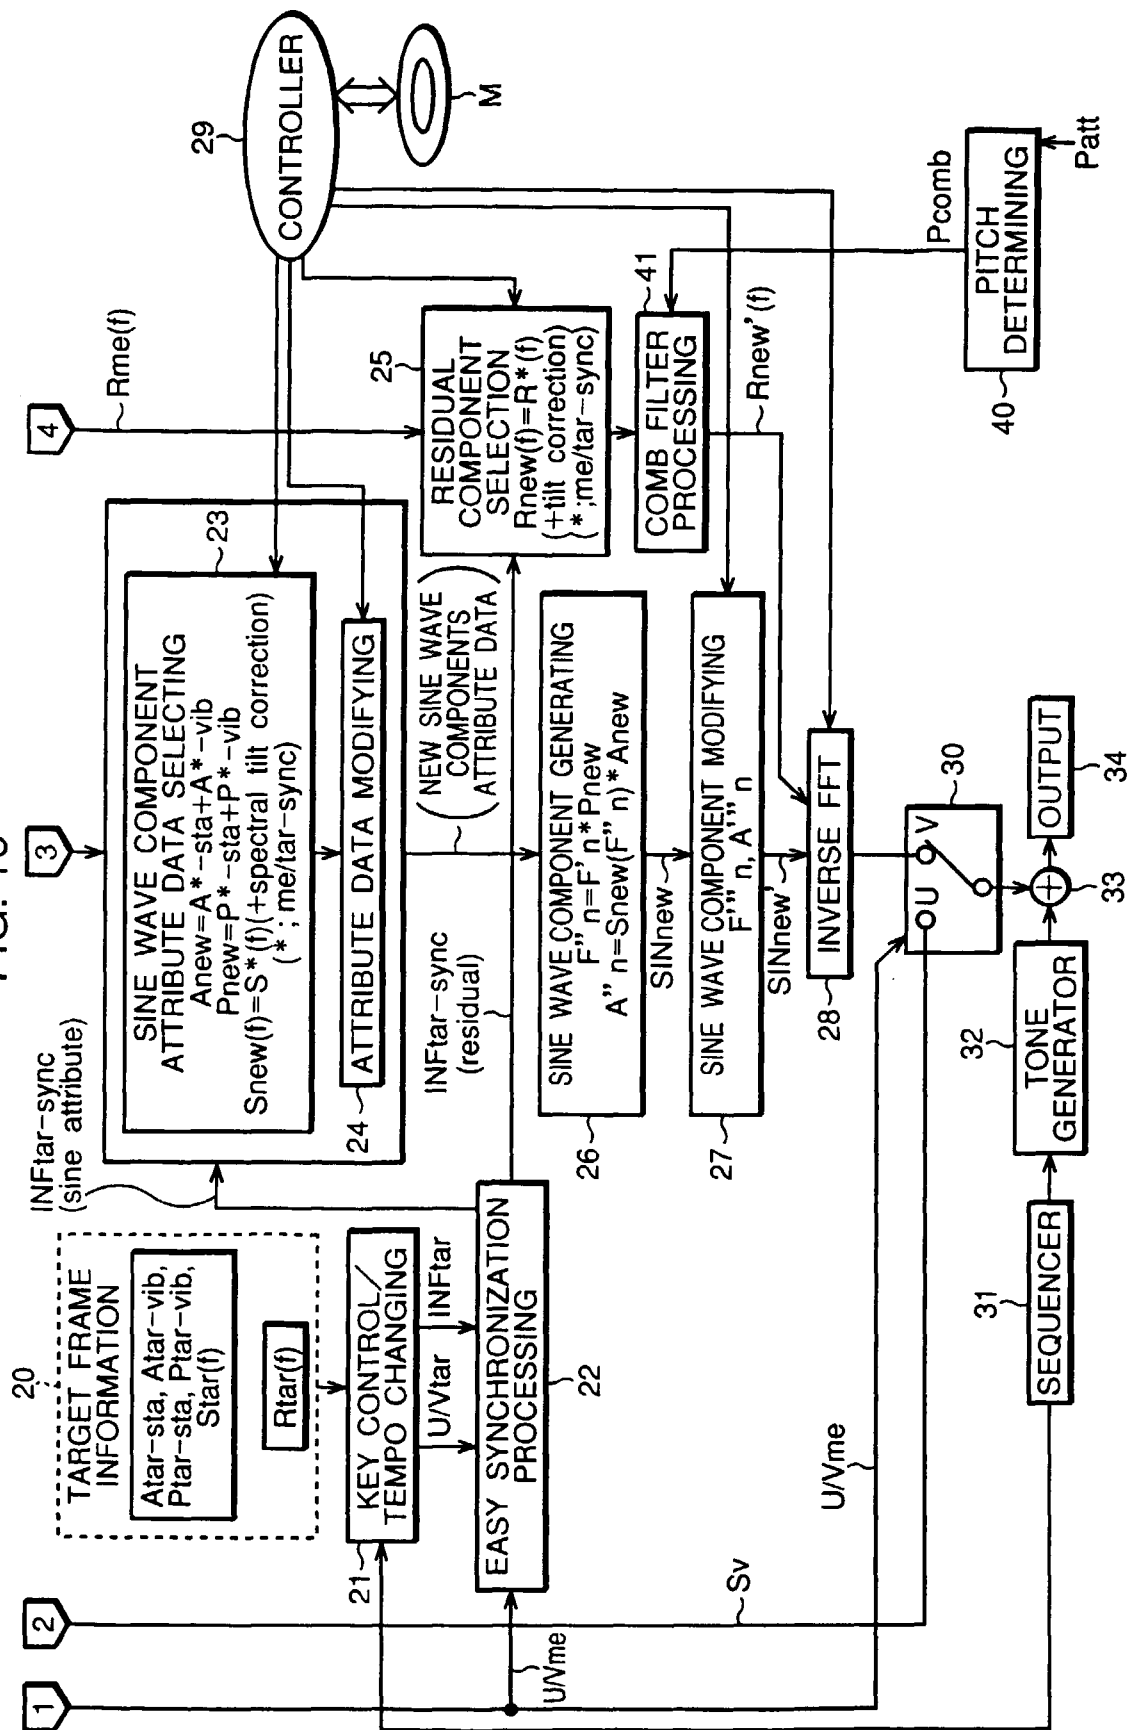 1
2
3
4
20
TARGET FRAME
INFORMATION
Atar-sta, Atar-vib,
Ptar-sta, Ptar-vib,
Star(f)
Rtar(f)
INFtar-sync
(sine attribute)
SINE WAVE COMPONENT
ATTRIBUTE DATA SELECTING
Anew=A*-sta+A*-vib
Pnew=P*-sta+P*-vib
Snew(f)=S*(f)(+spectral tilt correction)
(* ; me/tar-sync)
23
Rme(f)
29
CONTROLLER
M
21
KEY CONTROL/
TEMPO CHANGING
24
ATTRIBUTE DATA MODIFYING
U/Vtar
INFtar
INFtar-sync
(residual)
(NEW SINE WAVE
COMPONENTS
ATTRIBUTE DATA)
25
RESIDUAL
COMPONENT
SELECTION
Rnew(f)=R*(f)
(+tilt correction)
(* ;me/tar-sync)
U/Vme
EASY SYNCHRONIZATION
PROCESSING
22
26
SINE WAVE COMPONENT GENERATING
F" n=F' n*Pnew
A" n=Snew(F" n) * Anew
41
COMB FILTER
PROCESSING
SINnew
27
SINE WAVE COMPONENT MODIFYING
F'" n, A'" n
Rnew' (f)
Pcomb
SINnew'
Sv
28
INVERSE FFT
U/Vme
U
V
30
40
PITCH
DETERMINING
Patt
31
SEQUENCER
32
TONE
GENERATOR
33
OUTPUT
34